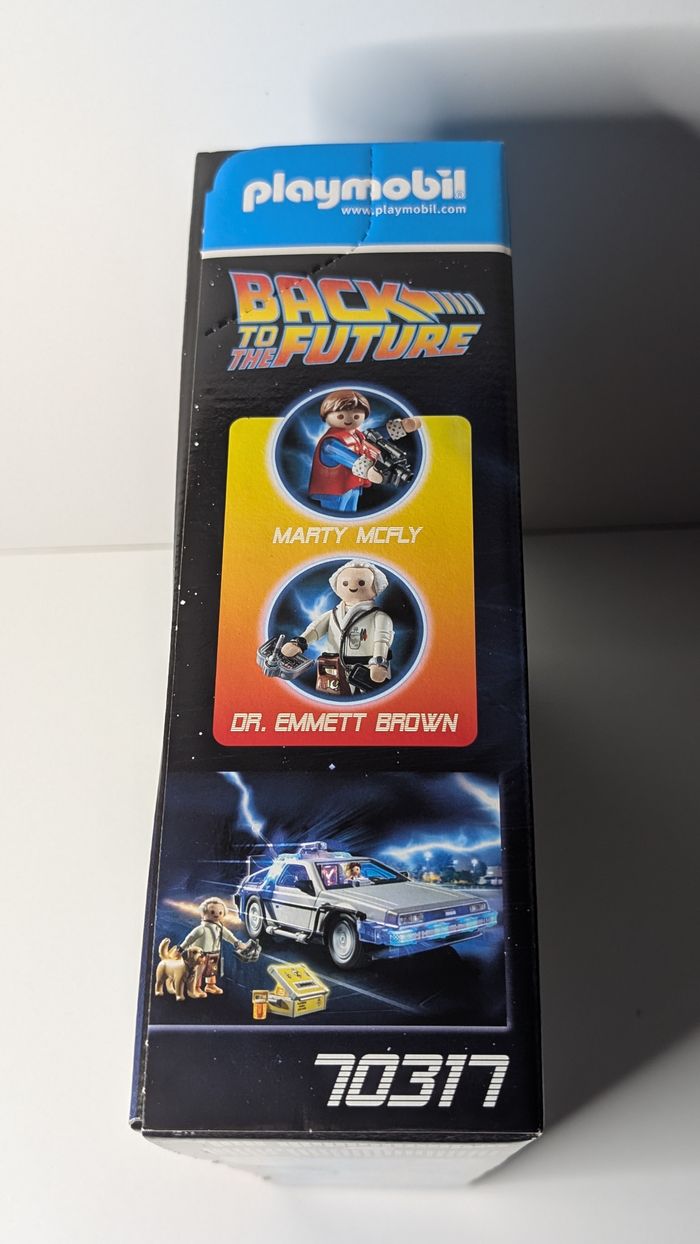 playmobil®
www.playmobil.com
BACK
TO
THE FUTURE
MARTY MCFLY
DR. EMMETT BROWN
70317